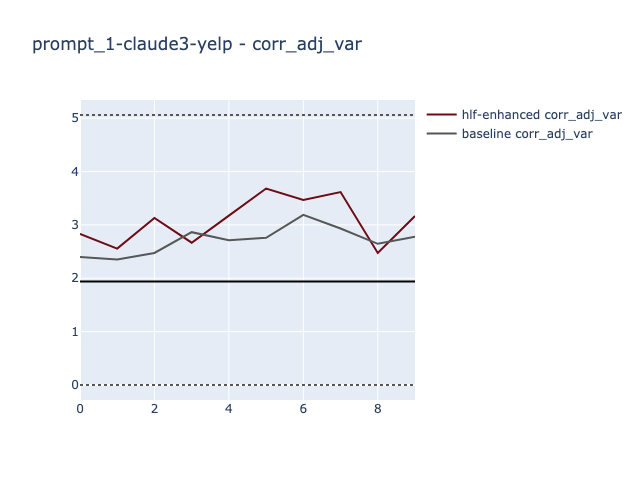 prompt_1-claude3-yelp - corr_adj_var
hlf-enhanced corr_adj_var
baseline corr_adj_var
5
4
3
2
1
0
0 2 4 6 8